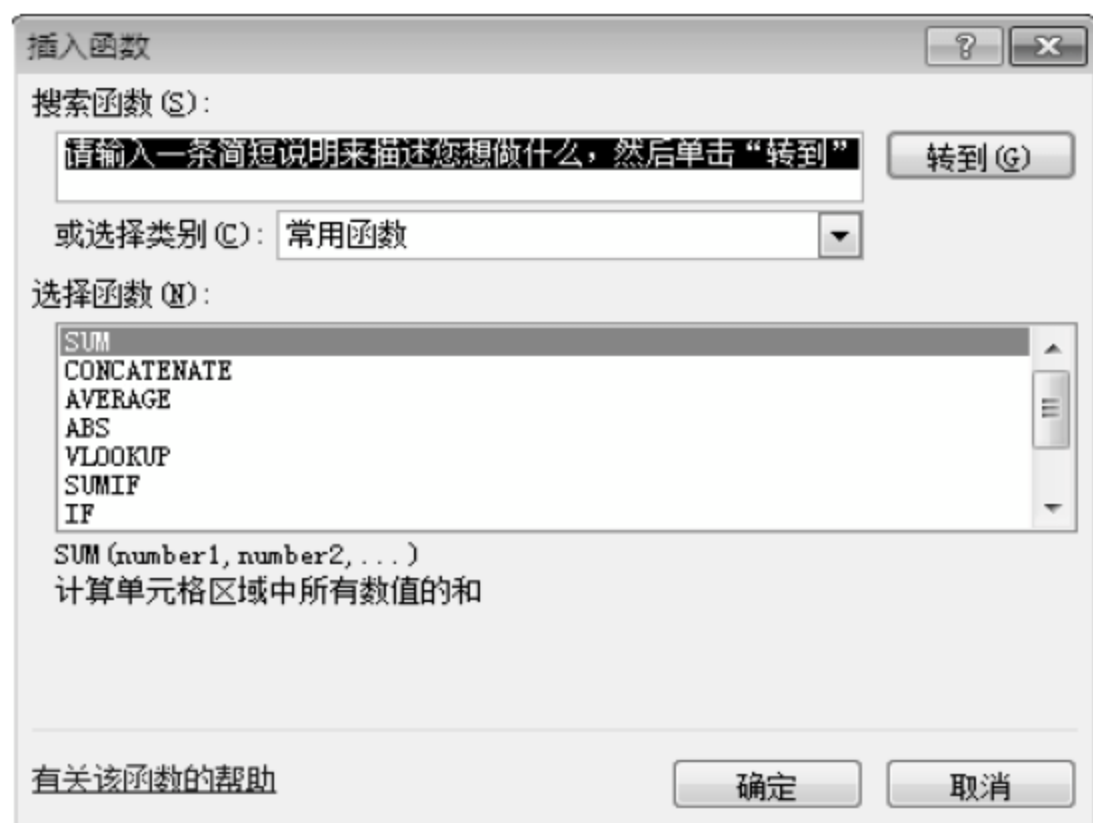 插入函数
搜索函数(S):
请输入一条简短说明来描述您想做什么，然后单击“转到”
转到(G)
或选择类别(C): 常用函数
选择函数(N):
SUM
CONCATENATE
AVERAGE
ABS
VLOOKUP
SUMIF
IF
SUM(number1,number2,...)
计算单元格区域中所有数值的和
有关该函数的帮助
确定
取消